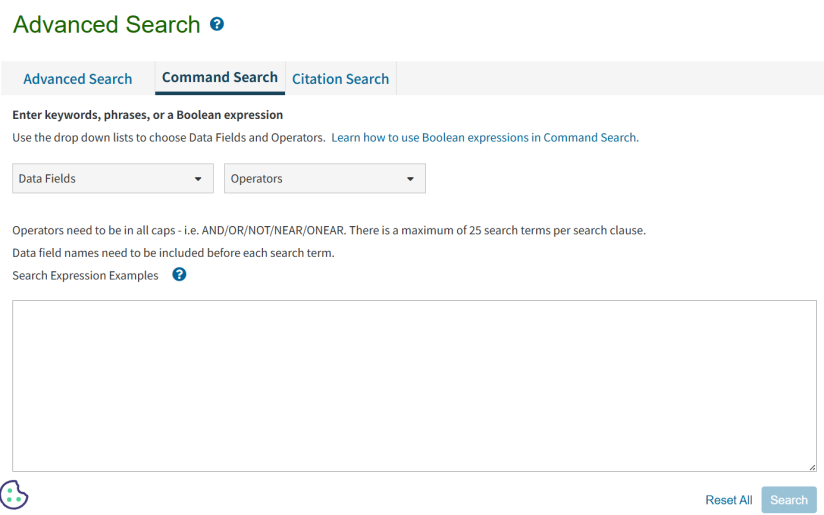 Advanced Search ?
Advanced Search Command Search Citation Search
Enter keywords, phrases, or a Boolean expression
Use the drop down lists to choose Data Fields and Operators. Learn how to use Boolean expressions in Command Search.
Data Fields Operators
Operators need to be in all caps - i.e. AND/OR/NOT/NEAR/ONEAR. There is a maximum of 25 search terms per search clause.
Data field names need to be included before each search term.
Search Expression Examples ?
Reset All Search